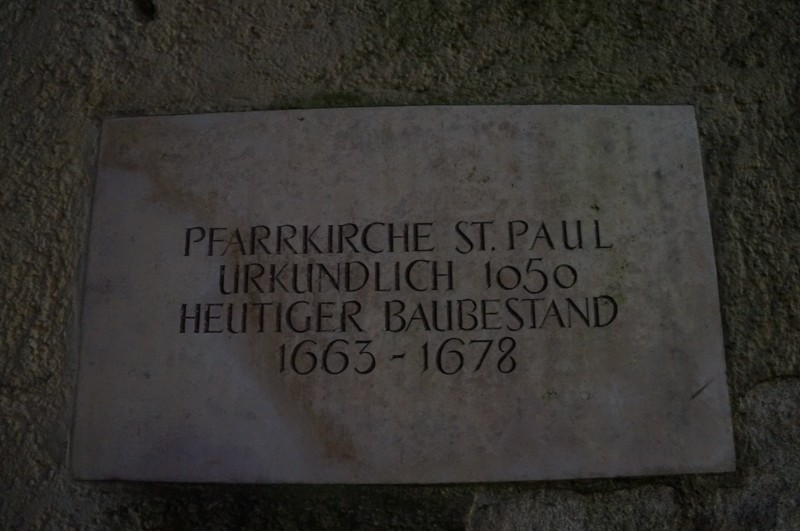 PFARRKIRCHE ST. PAUL
URKUNDLICH 1050
HEUTIGER BAUBESTAND
1663 - 1678